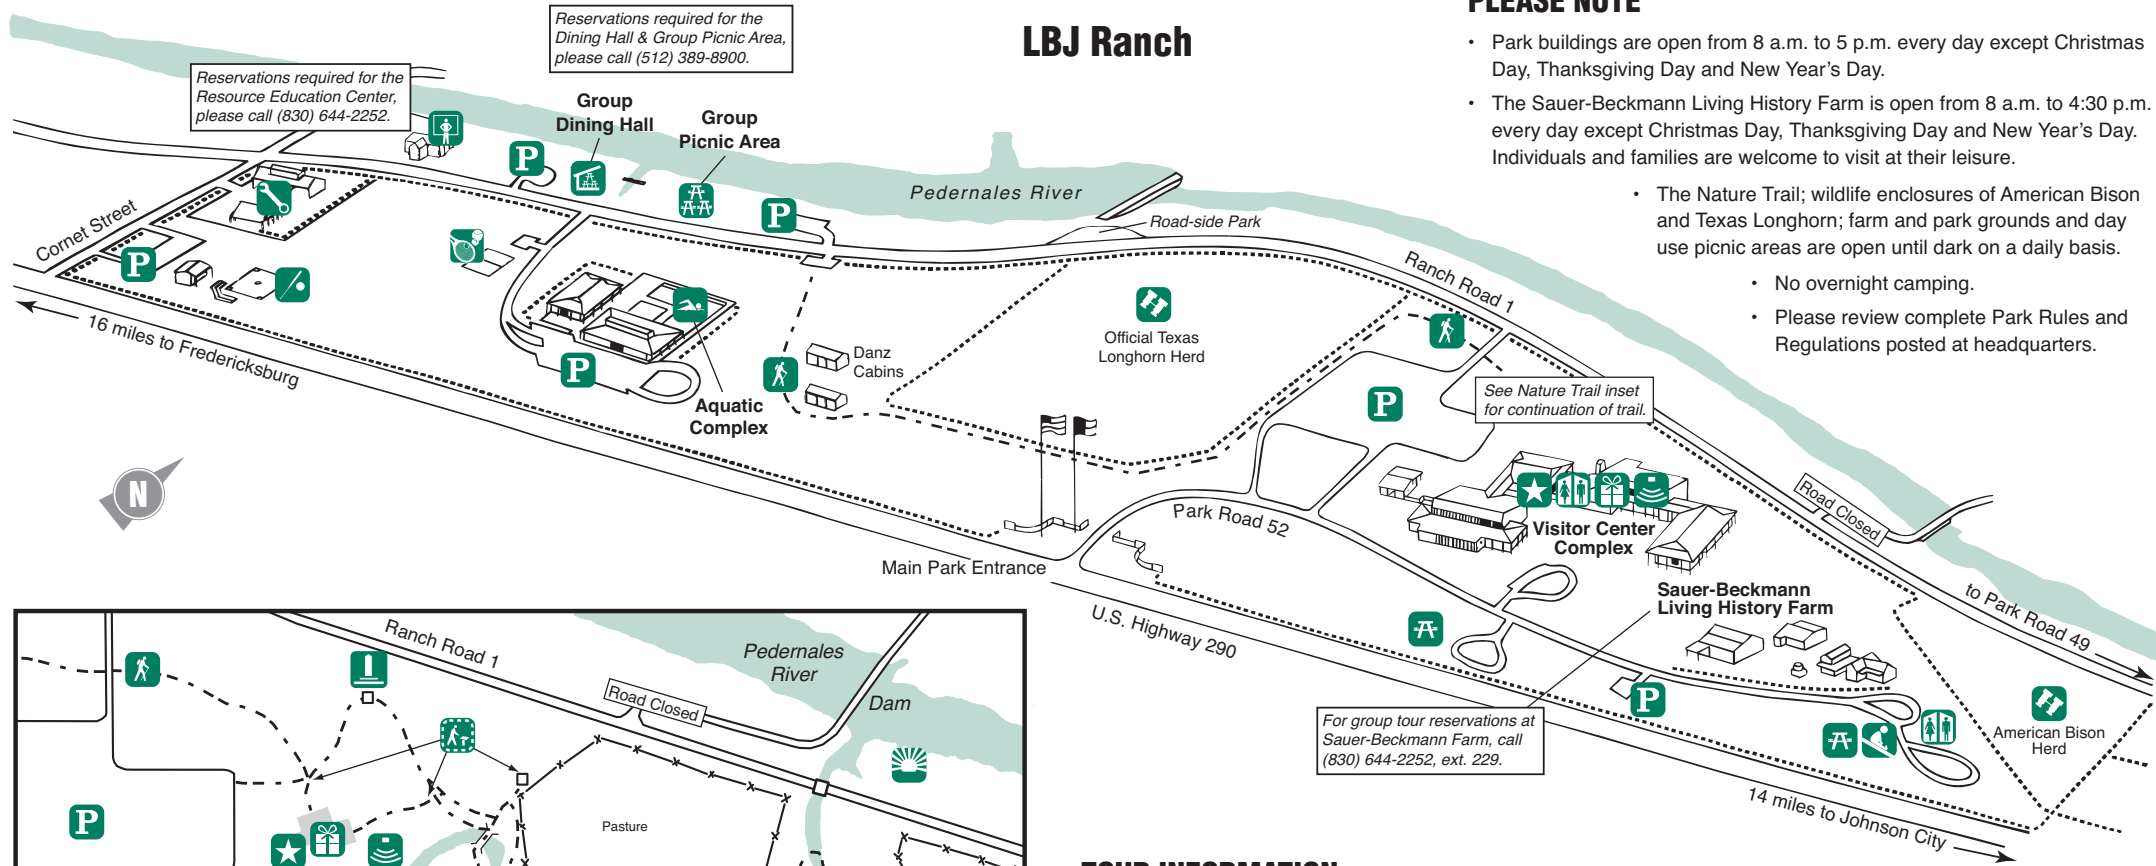 LBJ Ranch
Reservations required for the
Dining Hall & Group Picnic Area,
please call (512) 389-8900.
Reservations required for the
Resource Education Center,
please call (830) 644-2252.
Group
Dining Hall
Group
Picnic Area
P
P
Pedernales River
Road-side Park
Cornet Street
P
16 miles to Fredericksburg
P
Aquatic
Complex
Danz
Cabins
Official Texas
Longhorn Herd
Ranch Road 1
P
See Nature Trail inset
for continuation of trail.
N
Park Road 52
Main Park Entrance
U.S. Highway 290
Visitor Center
Complex
Road Closed
to Park Road 49
Sauer-Beckmann
Living History Farm
P
For group tour reservations at
Sauer-Beckmann Farm, call
(830) 644-2252, ext. 229.
American Bison
Herd
14 miles to Johnson City
PLEASE NOTE
• Park buildings are open from 8 a.m. to 5 p.m. every day except Christmas
Day, Thanksgiving Day and New Year's Day.
• The Sauer-Beckmann Living History Farm is open from 8 a.m. to 4:30 p.m.
every day except Christmas Day, Thanksgiving Day and New Year's Day.
Individuals and families are welcome to visit at their leisure.
• The Nature Trail; wildlife enclosures of American Bison
and Texas Longhorn; farm and park grounds and day
use picnic areas are open until dark on a daily basis.
• No overnight camping.
• Please review complete Park Rules and
Regulations posted at headquarters.
Ranch Road 1
Pedernales
River
Road Closed
Dam
P
Pasture
TOUR INFORMATION